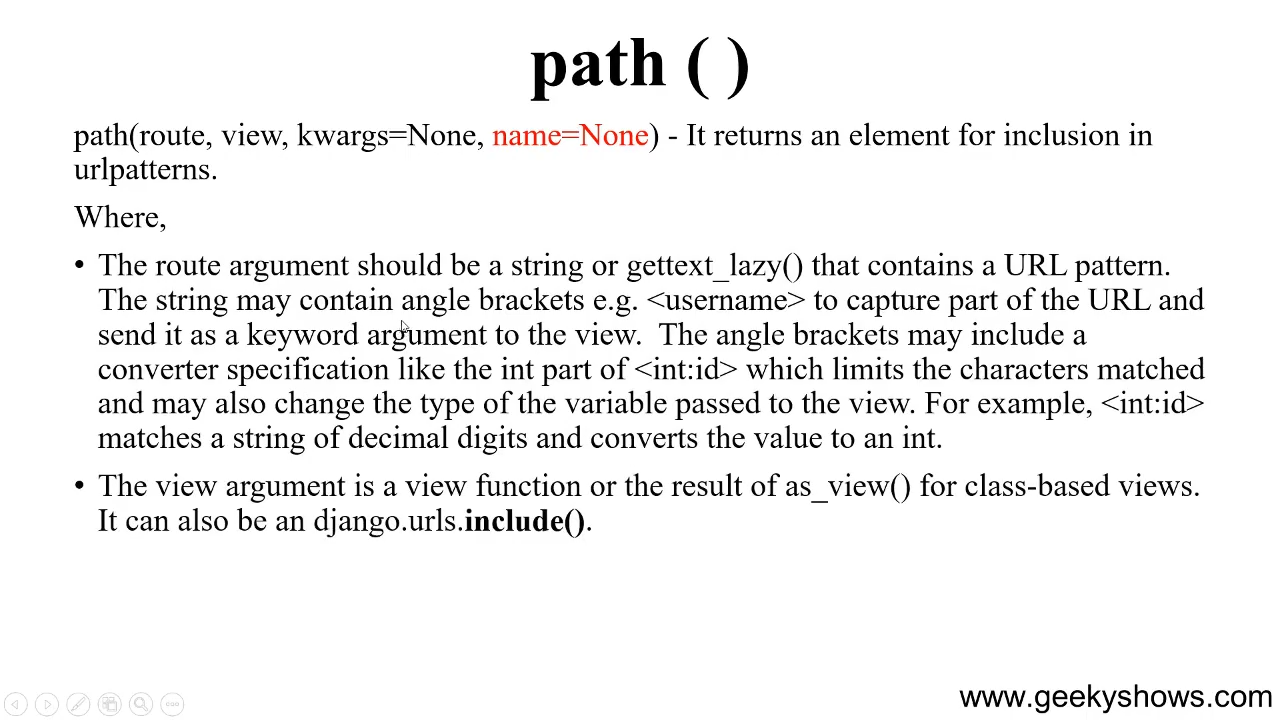 path ( )
path(route, view, kwargs=None, name=None) - It returns an element for inclusion in
urlpatterns.
Where,
• The route argument should be a string or gettext_lazy() that contains a URL pattern.
The string may contain angle brackets e.g. <username> to capture part of the URL and
send it as a keyword argument to the view.  The angle brackets may include a
converter specification like the int part of <int:id> which limits the characters matched
and may also change the type of the variable passed to the view. For example, <int:id>
matches a string of decimal digits and converts the value to an int.
• The view argument is a view function or the result of as_view() for class-based views.
It can also be an django.urls.include().
www.geekyshows.com